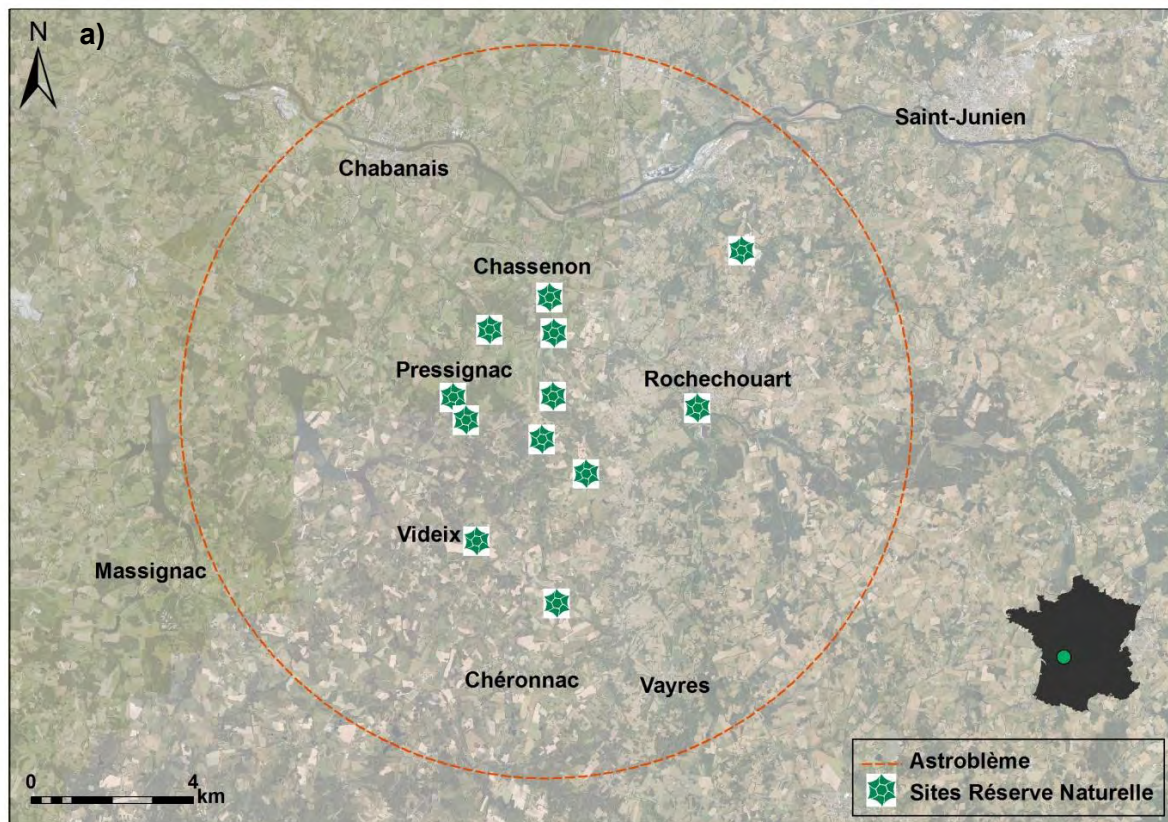 N
a)
Saint-Junien
Chabanais
Chassenon
Pressignac
Rochechouart
Videix
Massignac
Chéronnac
Vayres
0 4
km
Astroblème
Sites Réserve Naturelle